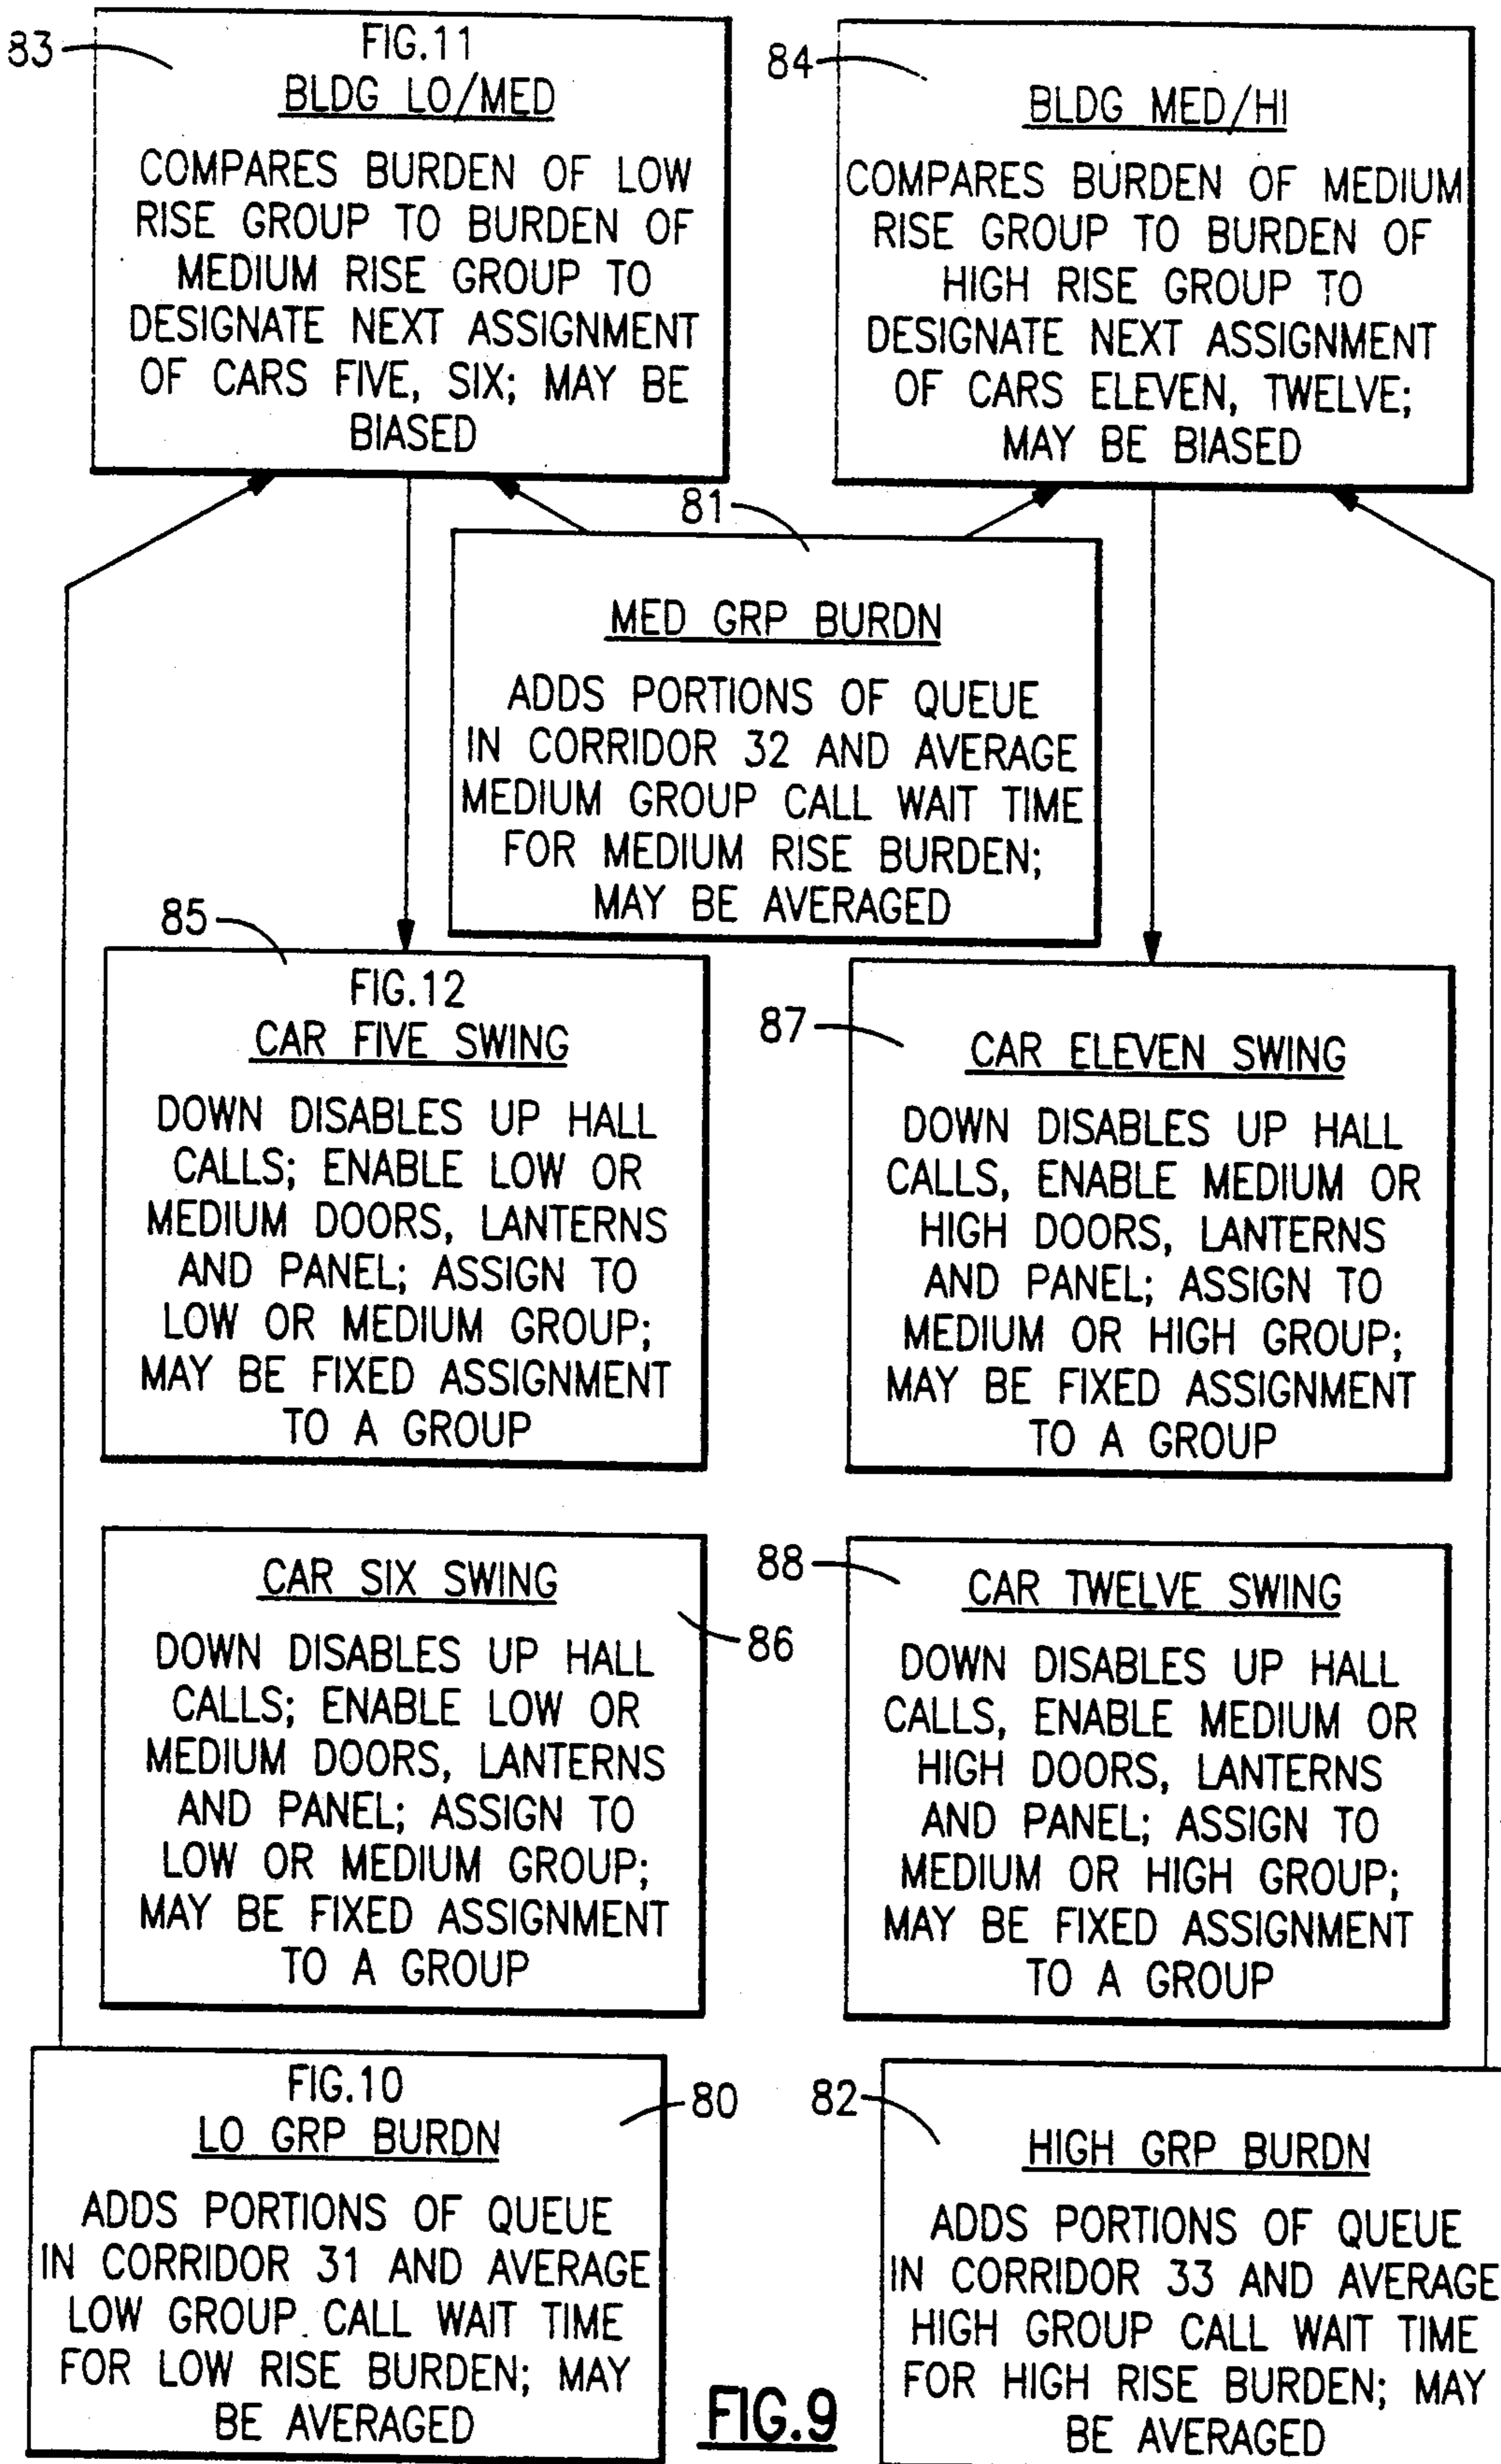 83
FIG.11
BLDG LO/MED
COMPARES BURDEN OF LOW
RISE GROUP TO BURDEN OF
MEDIUM RISE GROUP TO
DESIGNATE NEXT ASSIGNMENT
OF CARS FIVE, SIX; MAY BE
BIASED
84
BLDG MED/HI
COMPARES BURDEN OF MEDIUM
RISE GROUP TO BURDEN OF
HIGH RISE GROUP TO
DESIGNATE NEXT ASSIGNMENT
OF CARS ELEVEN, TWELVE;
MAY BE BIASED
81
MED GRP BURDN
ADDS PORTIONS OF QUEUE
IN CORRIDOR 32 AND AVERAGE
MEDIUM GROUP CALL WAIT TIME
FOR MEDIUM RISE BURDEN;
MAY BE AVERAGED
85
FIG.12
CAR FIVE SWING
DOWN DISABLES UP HALL
CALLS; ENABLE LOW OR
MEDIUM DOORS, LANTERNS
AND PANEL; ASSIGN TO
LOW OR MEDIUM GROUP;
MAY BE FIXED ASSIGNMENT
TO A GROUP
87
CAR ELEVEN SWING
DOWN DISABLES UP HALL
CALLS, ENABLE MEDIUM OR
HIGH DOORS, LANTERNS
AND PANEL; ASSIGN TO
MEDIUM OR HIGH GROUP;
MAY BE FIXED ASSIGNMENT
TO A GROUP
CAR SIX SWING
86
DOWN DISABLES UP HALL
CALLS; ENABLE LOW OR
MEDIUM DOORS, LANTERNS
AND PANEL; ASSIGN TO
LOW OR MEDIUM GROUP;
MAY BE FIXED ASSIGNMENT
TO A GROUP
88
CAR TWELVE SWING
DOWN DISABLES UP HALL
CALLS, ENABLE MEDIUM OR
HIGH DOORS, LANTERNS
AND PANEL; ASSIGN TO
MEDIUM OR HIGH GROUP;
MAY BE FIXED ASSIGNMENT
TO A GROUP
FIG.10
80
LO GRP BURDN
ADDS PORTIONS OF QUEUE
IN CORRIDOR 31 AND AVERAGE
LOW GROUP CALL WAIT TIME
FOR LOW RISE BURDEN; MAY
BE AVERAGED
82
HIGH GRP BURDN
ADDS PORTIONS OF QUEUE
IN CORRIDOR 33 AND AVERAGE
HIGH GROUP CALL WAIT TIME
FOR HIGH RISE BURDEN; MAY
BE AVERAGED
FIG.9